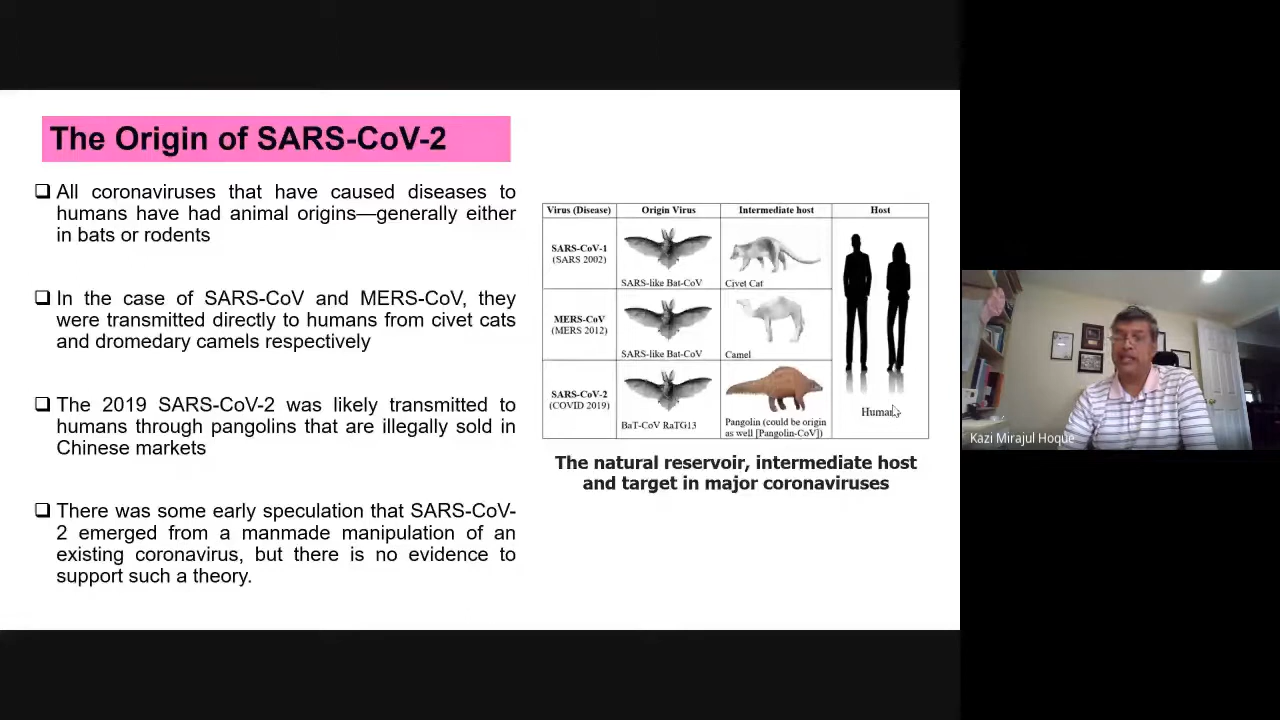 The Origin of SARS-CoV-2
❑ All coronaviruses that have caused diseases to
humans have had animal origins—generally either
in bats or rodents
❑ In the case of SARS-CoV and MERS-CoV, they
were transmitted directly to humans from civet cats
and dromedary camels respectively
❑ The 2019 SARS-CoV-2 was likely transmitted to
humans through pangolins that are illegally sold in
Chinese markets
❑ There was some early speculation that SARS-CoV-
2 emerged from a manmade manipulation of an
existing coronavirus, but there is no evidence to
support such a theory.
Virus (Disease) Origin Virus Intermediate host Host
SARS-CoV-1
(SARS 2002)
SARS-like Bat-CoV Civet Cat
MERS-CoV
(MERS 2012)
SARS-like Bat-CoV Camel
SARS-CoV-2
(COVID 2019)
BaT-CoV RaTG13 Pangolin (could be origin
as well [Pangolin-CoV])
Human
The natural reservoir, intermediate host
and target in major coronaviruses
Kazi Mirajul Hoque